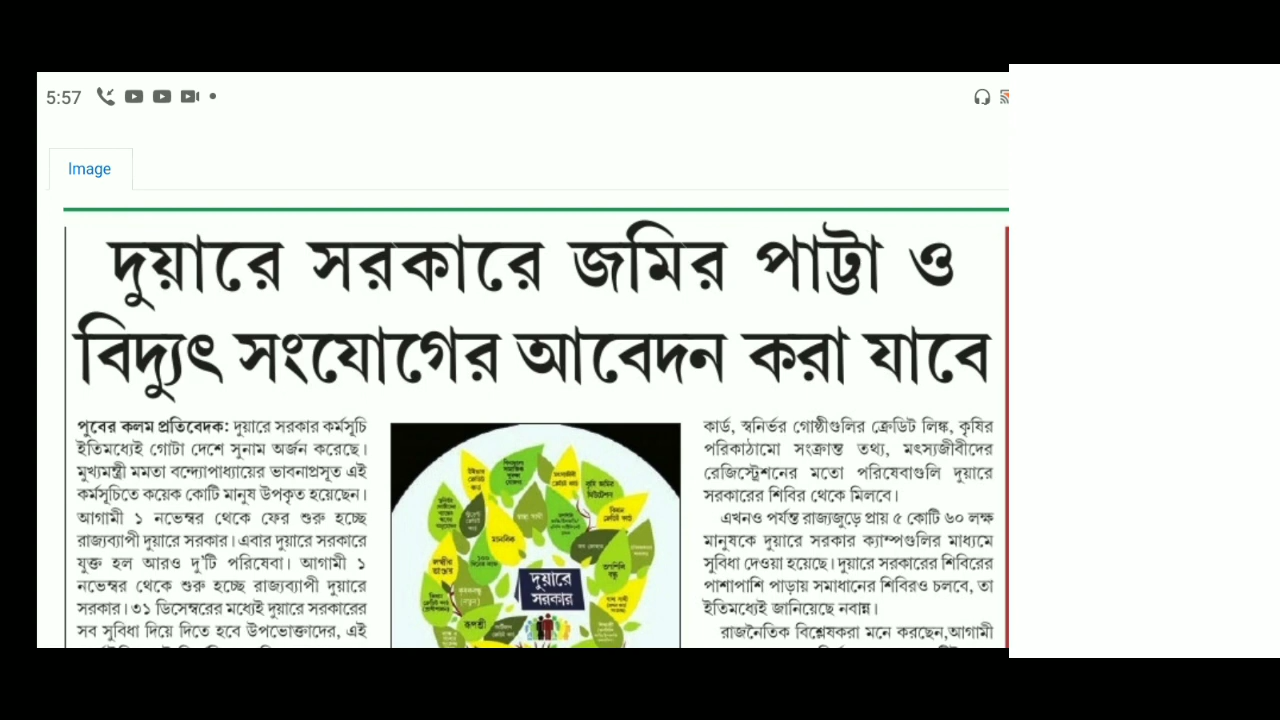 5:57
Image
দুয়ারে সরকারে জমির পাট্টা ও
বিদ্যুৎ সংযোগের আবেদন করা যাবে
পুবের কলম প্রতিবেদক: দুয়ারে সরকার কর্মসূচি
ইতিমধ্যেই গোটা দেশে সুনাম অর্জন করেছে।
মুখ্যমন্ত্রী মমতা বন্দ্যোপাধ্যায়ের ভাবনাপ্রসূত এই
কর্মসূচিতে কয়েক কোটি মানুষ উপকৃত হয়েছেন।
আগামী ১ নভেম্বর থেকে ফের শুরু হচ্ছে
রাজ্যব্যাপী দুয়ারে সরকার। এবার দুয়ারে সরকারে
যুক্ত হল আরও দু'টি পরিষেবা। আগামী ১
নভেম্বর থেকে শুরু হচ্ছে রাজ্যব্যাপী দুয়ারে
সরকার। ৩১ ডিসেম্বরের মধ্যেই দুয়ারে সরকারের
সব সুবিধা দিয়ে দিতে হবে উপভোক্তাদের, এই
মানবিক
রূপশ্রী
দুয়ারে
সরকার
কার্ড, স্বনির্ভর গোষ্ঠীগুলির ক্রেডিট লিঙ্ক, কৃষির
পরিকাঠামো সংক্রান্ত তথ্য, মৎস্যজীবীদের
রেজিস্ট্রেশনের মতো পরিষেবাগুলি দুয়ারে
সরকারের শিবির থেকে মিলবে।
এখনও পর্যন্ত রাজ্যজুড়ে প্রায় ৫ কোটি ৬০ লক্ষ
মানুষকে দুয়ারে সরকার ক্যাম্পগুলির মাধ্যমে
সুবিধা দেওয়া হয়েছে। দুয়ারে সরকারের শিবিরের
পাশাপাশি পাড়ায় সমাধানের শিবিরও চলবে, তা
ইতিমধ্যেই জানিয়েছে নবান্ন।
রাজনৈতিক বিশ্লেষকরা মনে করছেন,আগামী